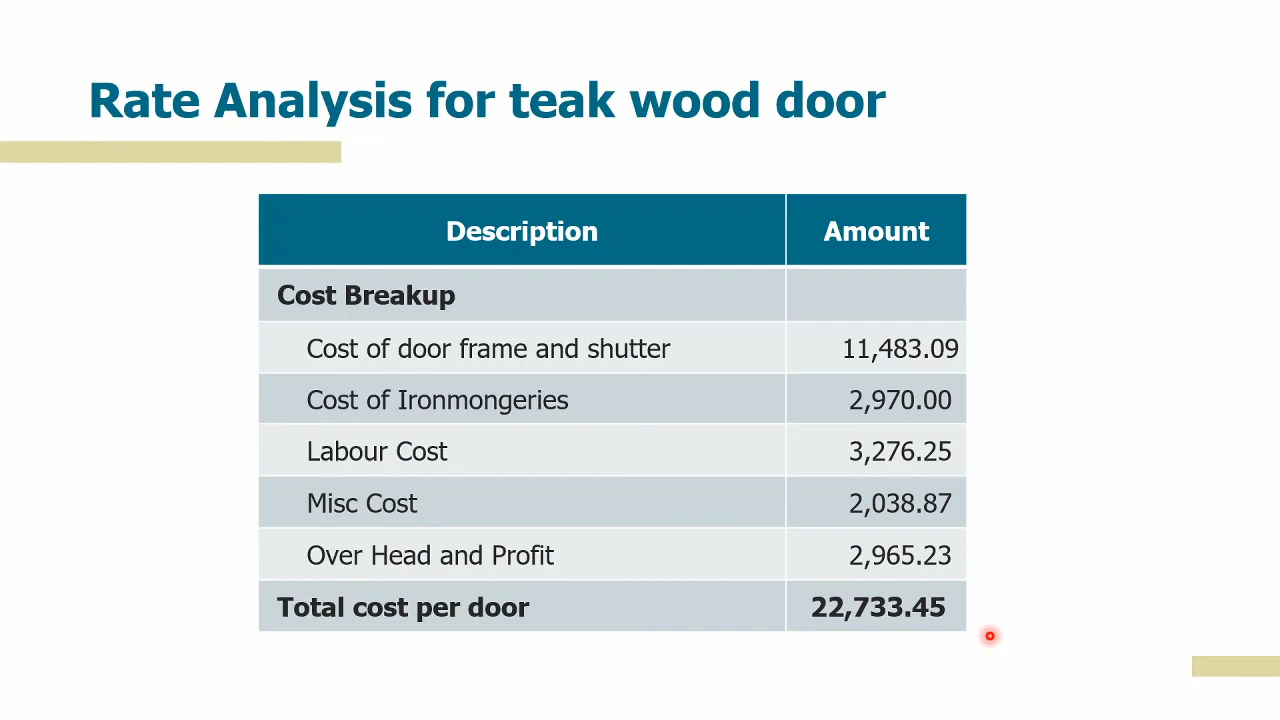 Rate Analysis for teak wood door
Description Amount
Cost Breakup
Cost of door frame and shutter 11,483.09
Cost of Ironmongeries 2,970.00
Labour Cost 3,276.25
Misc Cost 2,038.87
Over Head and Profit 2,965.23
Total cost per door 22,733.45